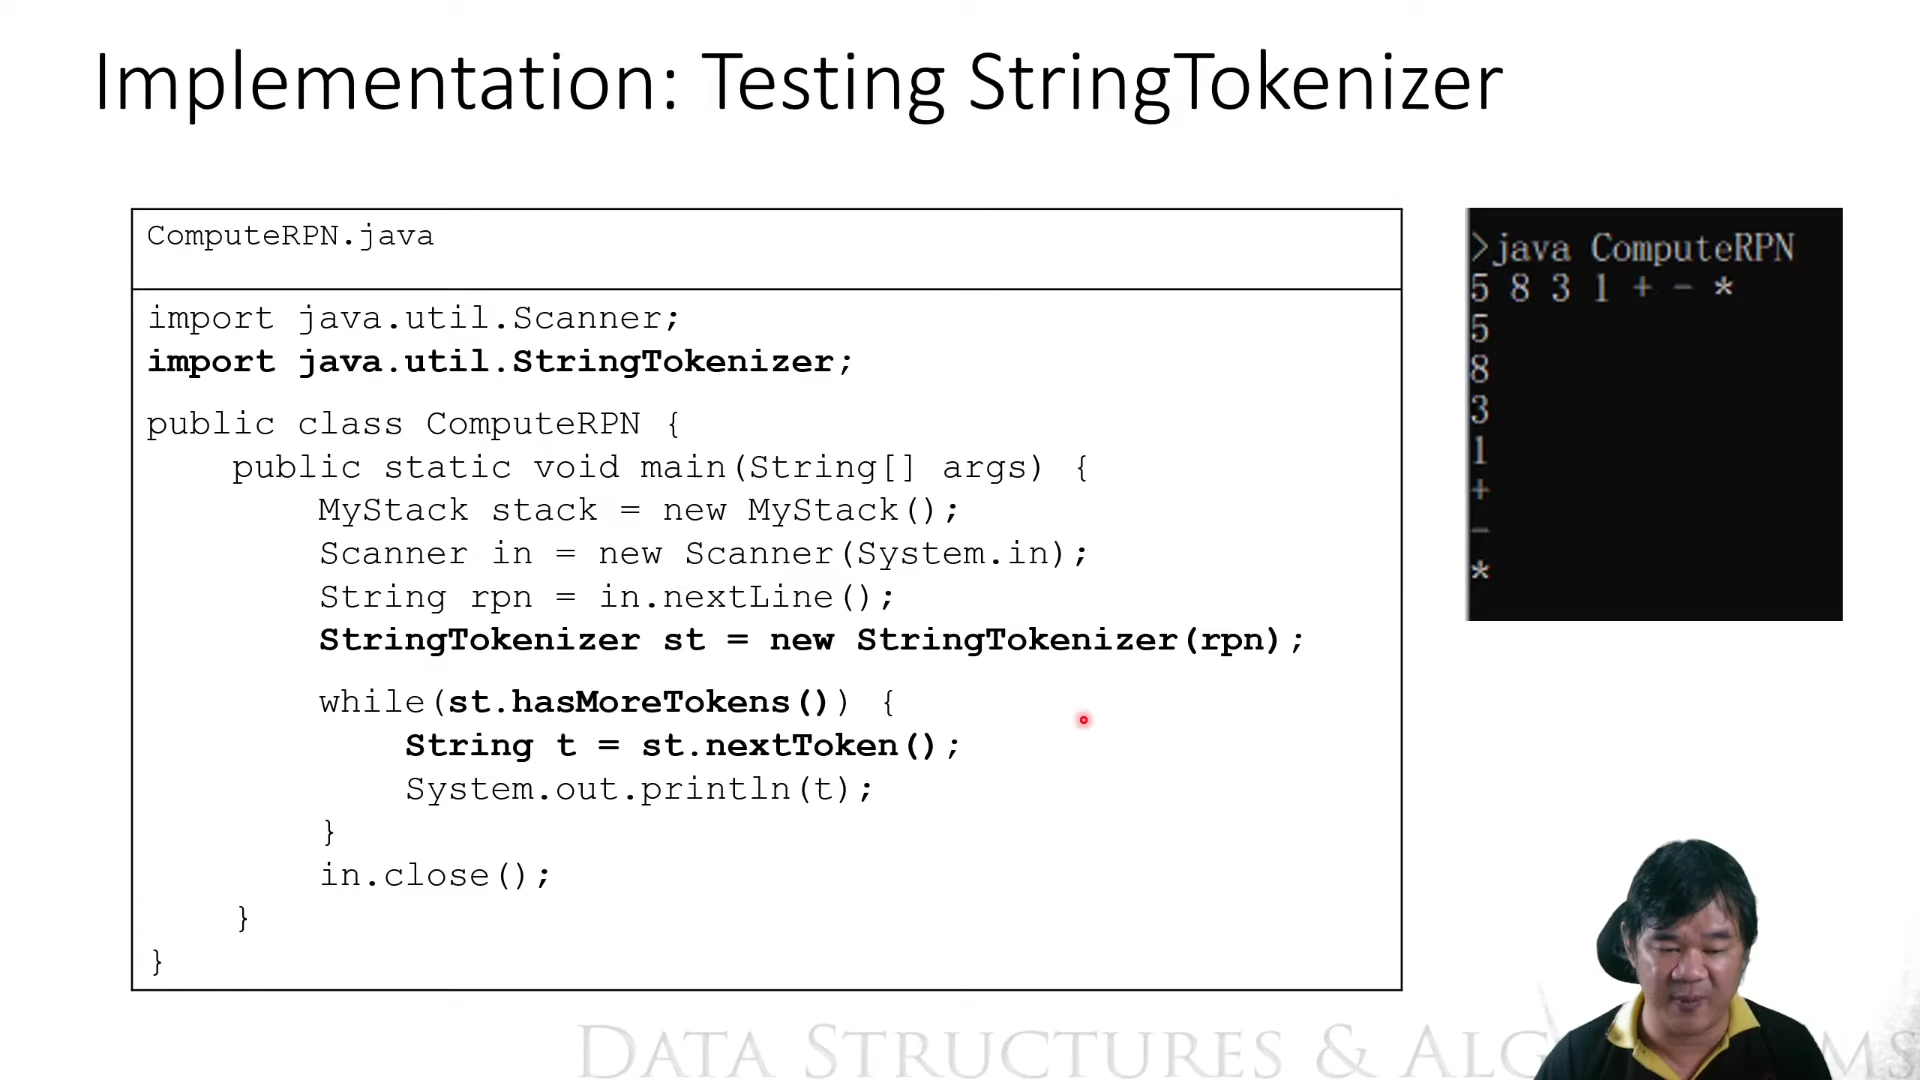 Implementation: Testing StringTokenizer
ComputeRPN.java
import java.util.Scanner;
import java.util.StringTokenizer;
public class ComputeRPN {
public static void main(String[] args) {
MyStack stack = new MyStack();
Scanner in = new Scanner(System.in);
String rpn = in.nextLine();
StringTokenizer st = new StringTokenizer(rpn);
while(st.hasMoreTokens()) {
String t = st.nextToken();
System.out.println(t);
}
in.close();
}
}
>java ComputeRPN
5 8 3 1 + - *
5
8
3
1
+
-
*
DATA STRUCTURES &